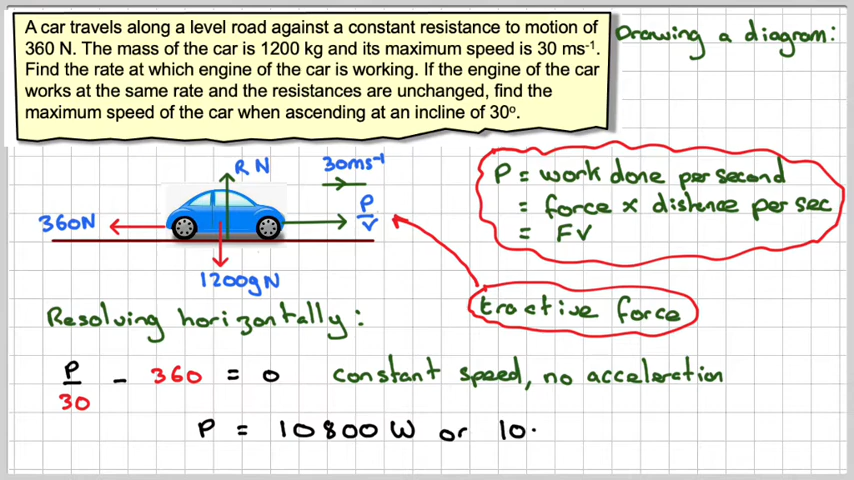 A car travels along a level road against a constant resistance to motion of
360 N. The mass of the car is 1200 kg and its maximum speed is 30 ms⁻¹.
Find the rate at which engine of the car is working. If the engine of the car
works at the same rate and the resistances are unchanged, find the
maximum speed of the car when ascending at an incline of 30º.
Drawing a diagram:
R N
30ms⁻¹
360N
P/v
1200g N
P = work done per second
= force × distance per sec
= FV
tractive force
Resolving horizontally:
P/30 - 360 = 0 constant speed, no acceleration
P = 10800 W or 10.